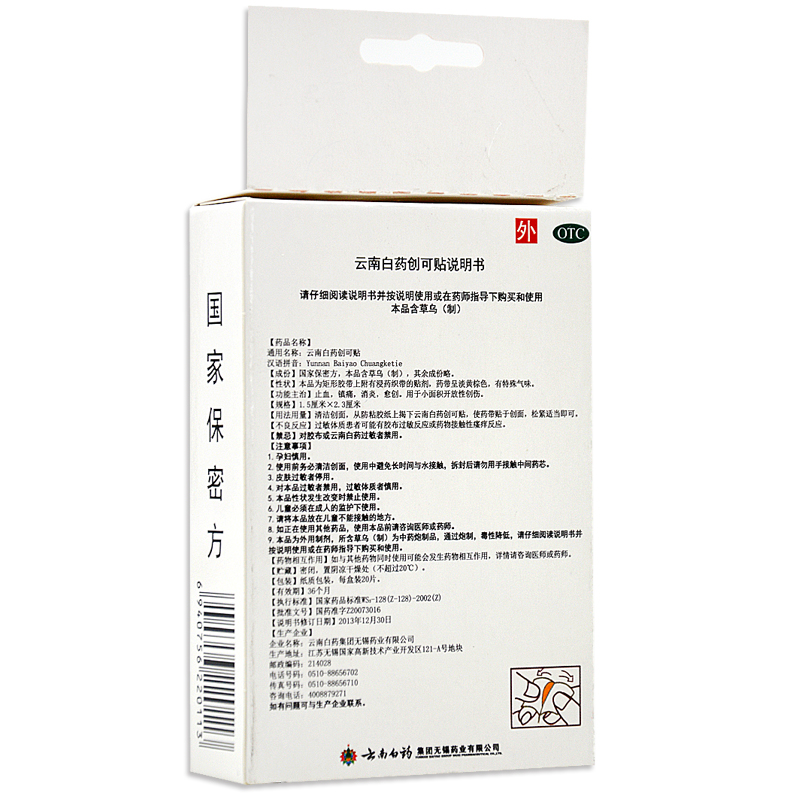 外
OTC
云南白药创可贴说明书
请仔细阅读说明书并按说明使用或在药师指导下购买和使用
本品含草乌（制）
【药品名称】
通用名称：云南白药创可贴
汉语拼音：Yunnan Baiyao Chuangketie
【成份】国家保密方，本品含草乌（制），其余成份略。
【性状】本品为矩形胶带上附有浸药织带的贴剂，药带呈淡黄棕色，有特殊气味。
【功能主治】止血，镇痛，消炎，愈创。用于小面积开放性创伤。
【规格】1.5厘米×2.3厘米
【用法用量】清洁创面，从防粘胶纸上揭下云南白药创可贴，使药带贴于创面，松紧适当即可。
【不良反应】过敏体质患者可能有胶布过敏反应或药物接触性瘙痒反应。
【禁忌】对胶布或云南白药过敏者禁用。
【注意事项】
1. 孕妇慎用。
2. 使用前务必清洁创面，使用中避免长时间与水接触，拆封后请勿用手接触中间药芯。
3. 皮肤过敏者停用。
4. 对本品过敏者禁用，过敏体质者慎用。
5. 本品性状发生改变时禁止使用。
6. 儿童必须在成人的监护下使用。
7. 请将本品放在儿童不能接触的地方。
8. 如正在使用其他药品，使用本品前请咨询医师或药师。
9. 本品为外用制剂，所含草乌（制）为中药炮制品，通过炮制，毒性降低，请仔细阅读说明书并
按说明使用或在药师指导下购买和使用。
【药物相互作用】如与其他药物同时使用可能会发生药物相互作用，详情请咨询医师或药师。
【贮藏】密闭，置阴凉干燥处（不超过20℃）。
【包装】纸质包装，每盒装20片。
【有效期】36个月
【执行标准】国家药品标准WS₃-128(Z-128)-2002(Z)
【批准文号】国药准字Z20073016
【说明书修订日期】2013年12月30日
【生产企业】
企业名称：云南白药集团无锡药业有限公司
生产地址：江苏无锡国家高新技术产业开发区121-A号地块
邮政编码：214028
电话号码：0510-88656702
传真号码：0510-88656710
咨询电话：4008879271
如有问题可与生产企业联系。
云南白药 集团无锡药业有限公司
国家保密方
6940756220113